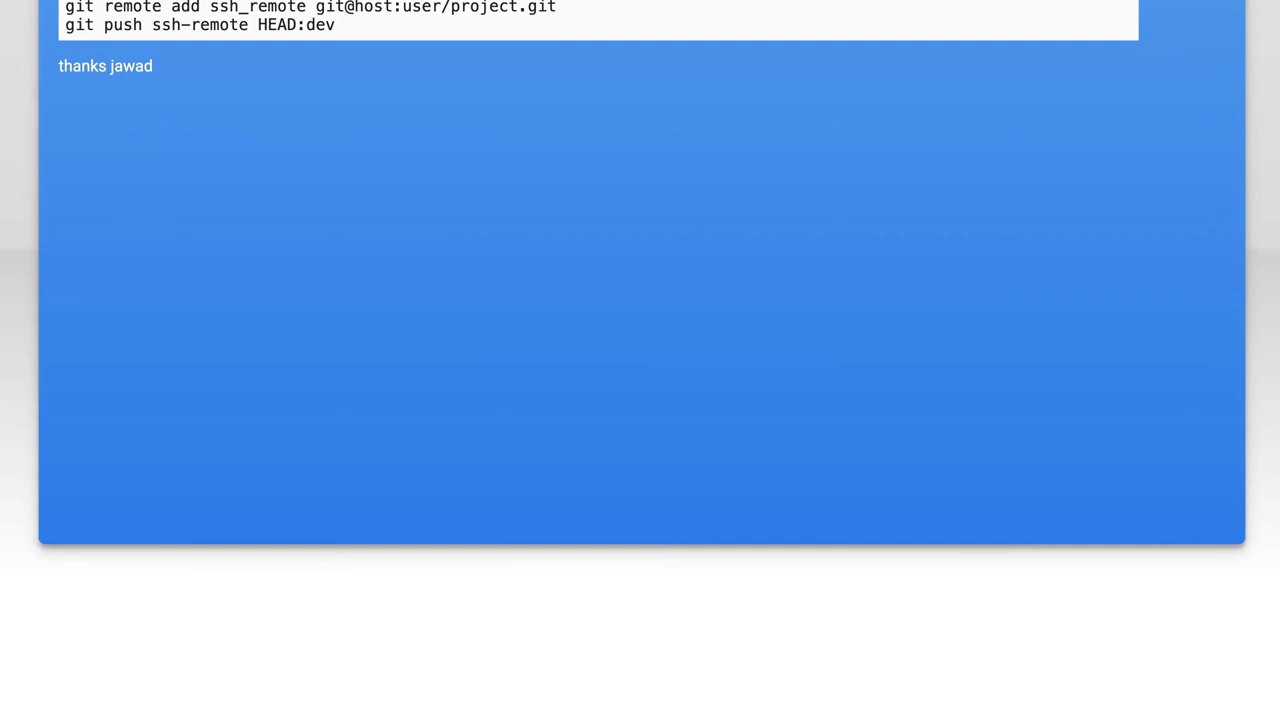 git remote add ssh_remote git@host:user/project.git
git push ssh-remote HEAD:dev
thanks jawad